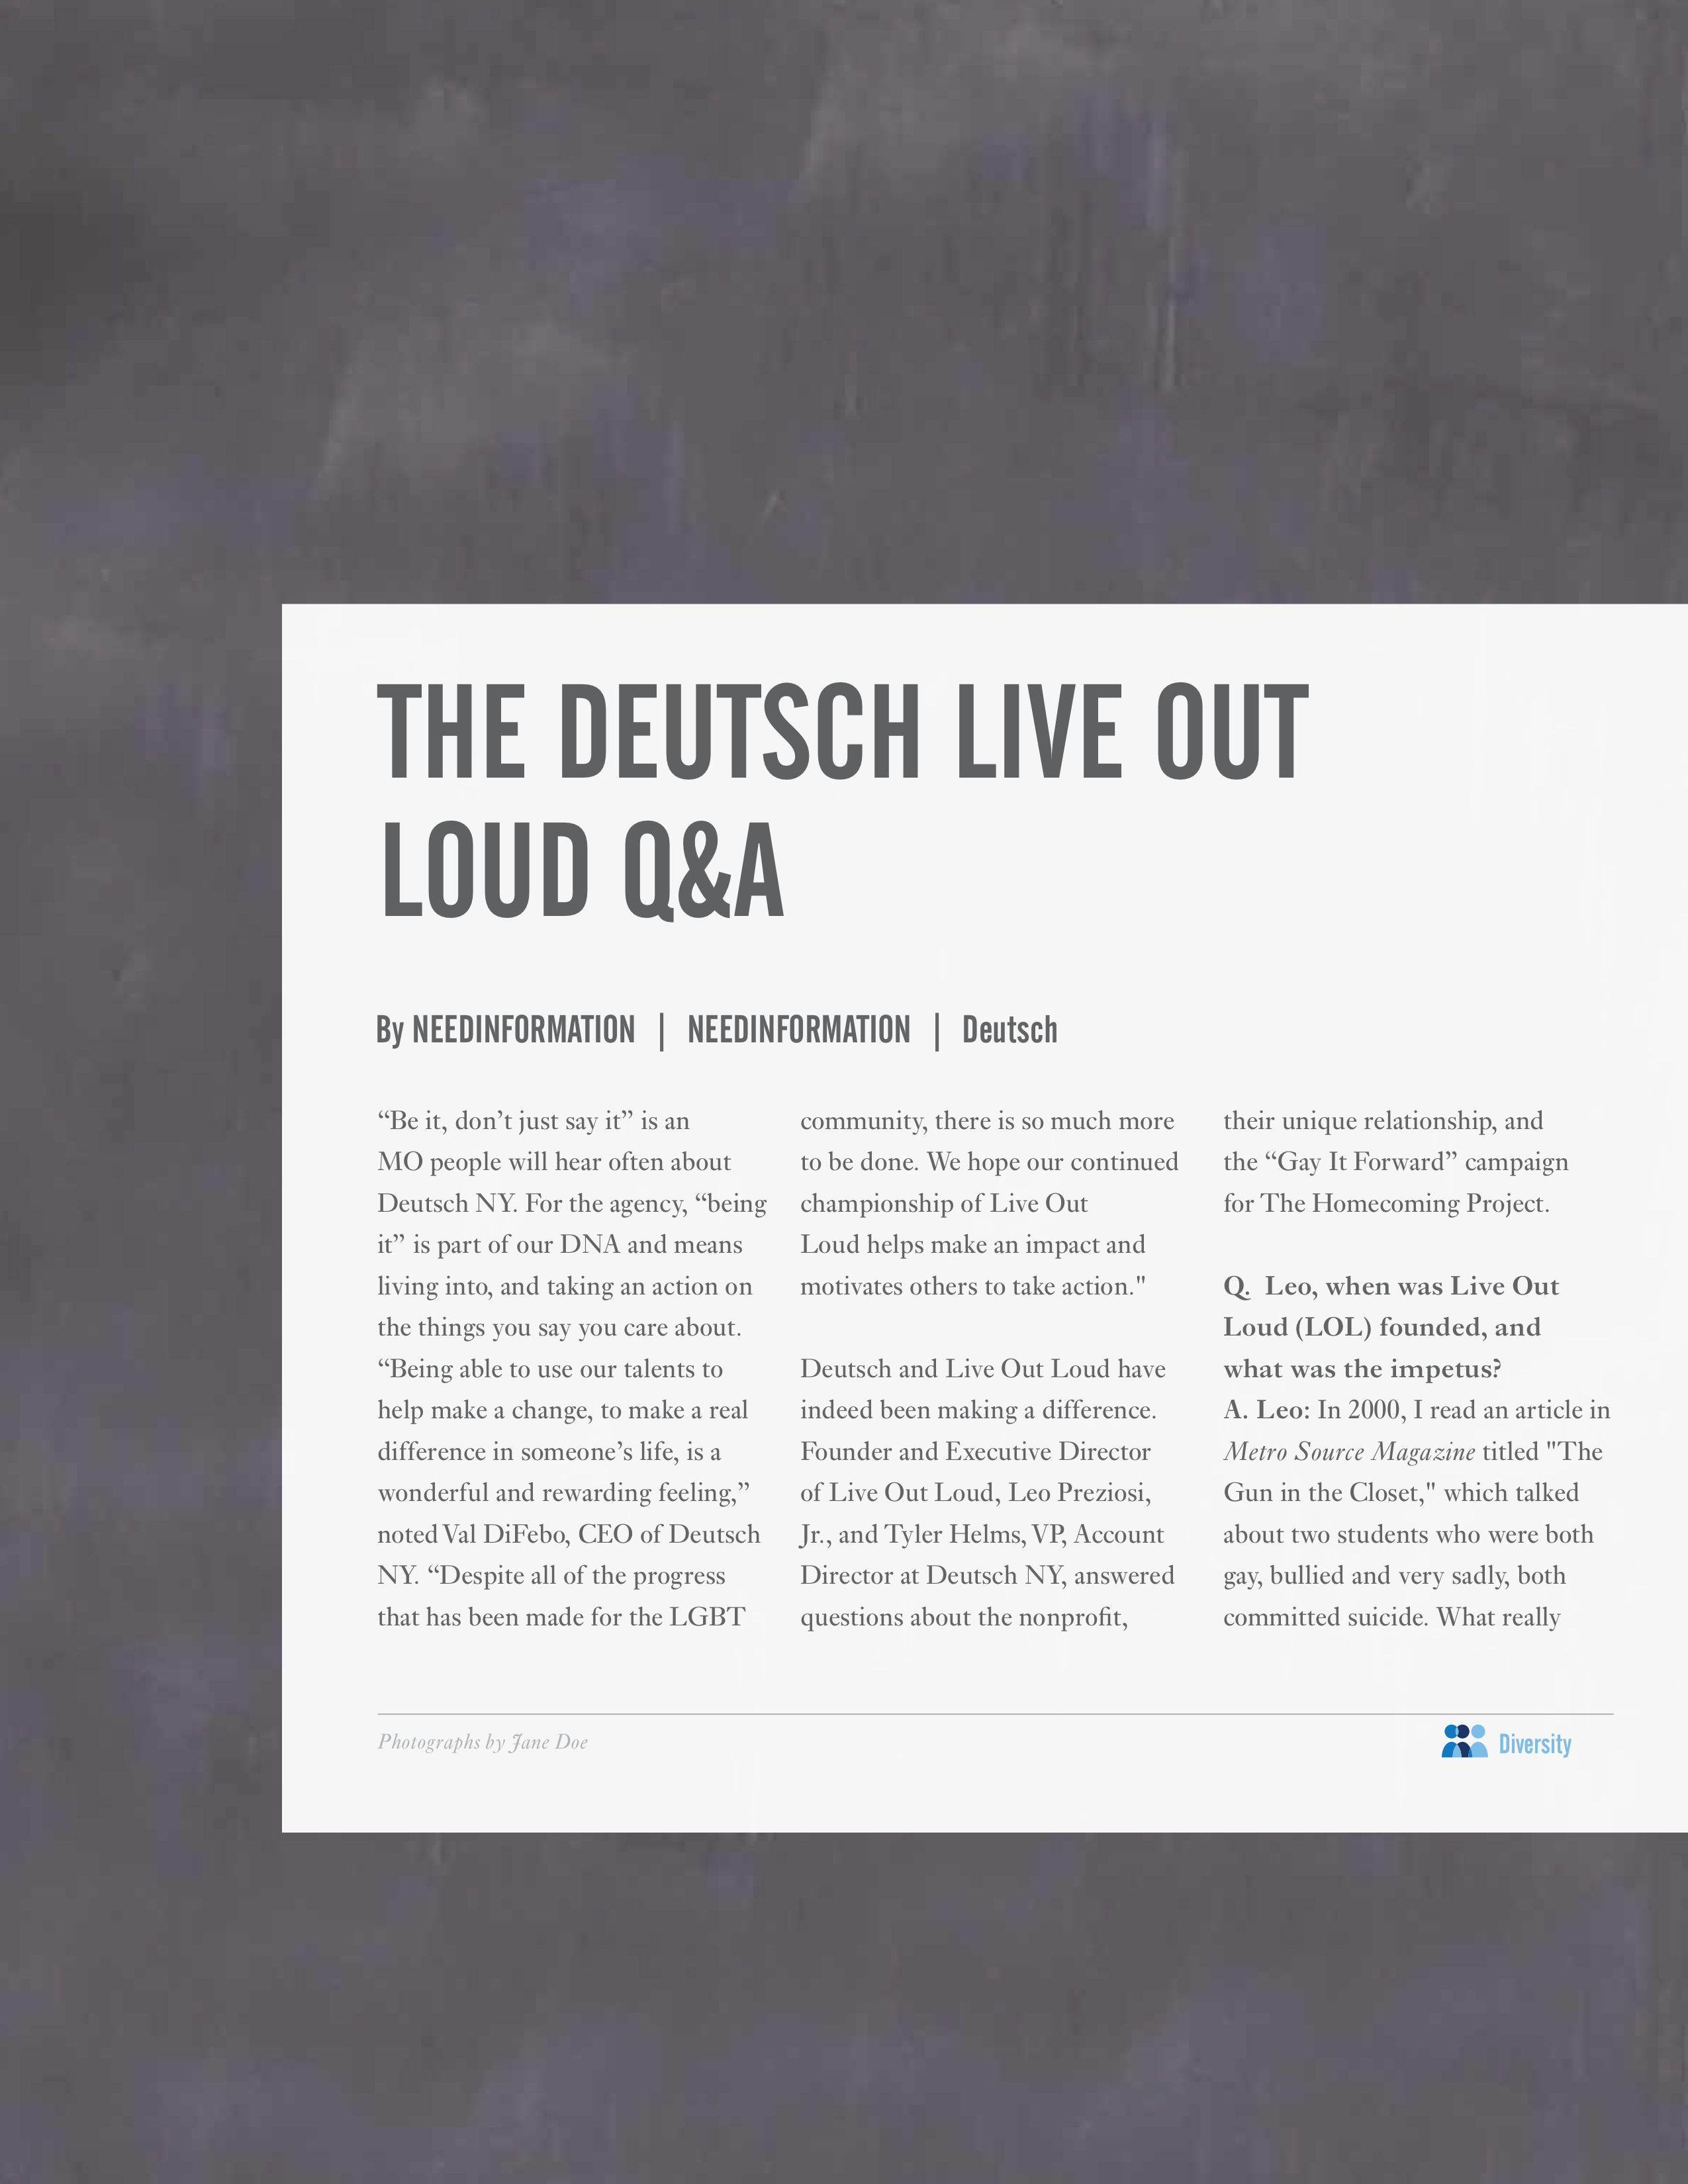 THE DEUTSCH LIVE OUT
LOUD Q&A
By NEEDINFORMATION | NEEDINFORMATION | Deutsch
“Be it, don’t just say it” is an
MO people will hear often about
Deutsch NY. For the agency, “being
it” is part of our DNA and means
living into, and taking an action on
the things you say you care about.
“Being able to use our talents to
help make a change, to make a real
difference in someone’s life, is a
wonderful and rewarding feeling,”
noted Val DiFebo, CEO of Deutsch
NY. “Despite all of the progress
that has been made for the LGBT
community, there is so much more
to be done. We hope our continued
championship of Live Out
Loud helps make an impact and
motivates others to take action."
Deutsch and Live Out Loud have
indeed been making a difference.
Founder and Executive Director
of Live Out Loud, Leo Preziosi,
Jr., and Tyler Helms, VP, Account
Director at Deutsch NY, answered
questions about the nonprofit,
their unique relationship, and
the “Gay It Forward” campaign
for The Homecoming Project.
Q. Leo, when was Live Out
Loud (LOL) founded, and
what was the impetus?
A. Leo: In 2000, I read an article in
Metro Source Magazine titled "The
Gun in the Closet," which talked
about two students who were both
gay, bullied and very sadly, both
committed suicide. What really
Photographs by Jane Doe
Diversity